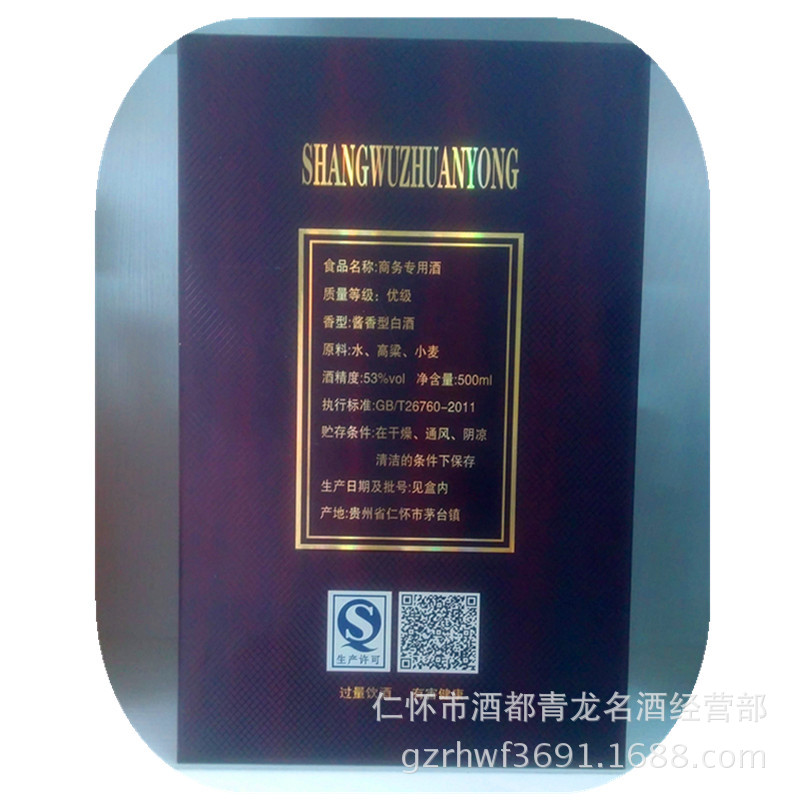 SHANGWUZHUANYONG
食品名称:商务专用酒
质量等级：优级
香型:酱香型白酒
原料:水、高粱、小麦
酒精度:53%vol 净含量:500ml
执行标准:GB/T26760-2011
贮存条件:在干燥、通风、阴凉
清洁的条件下保存
生产日期及批号:见盒内
产地:贵州省仁怀市茅台镇
生产许可
过量饮酒 有害健康
仁怀市酒都青龙名酒经营部
gzrhwf3691.1688.com